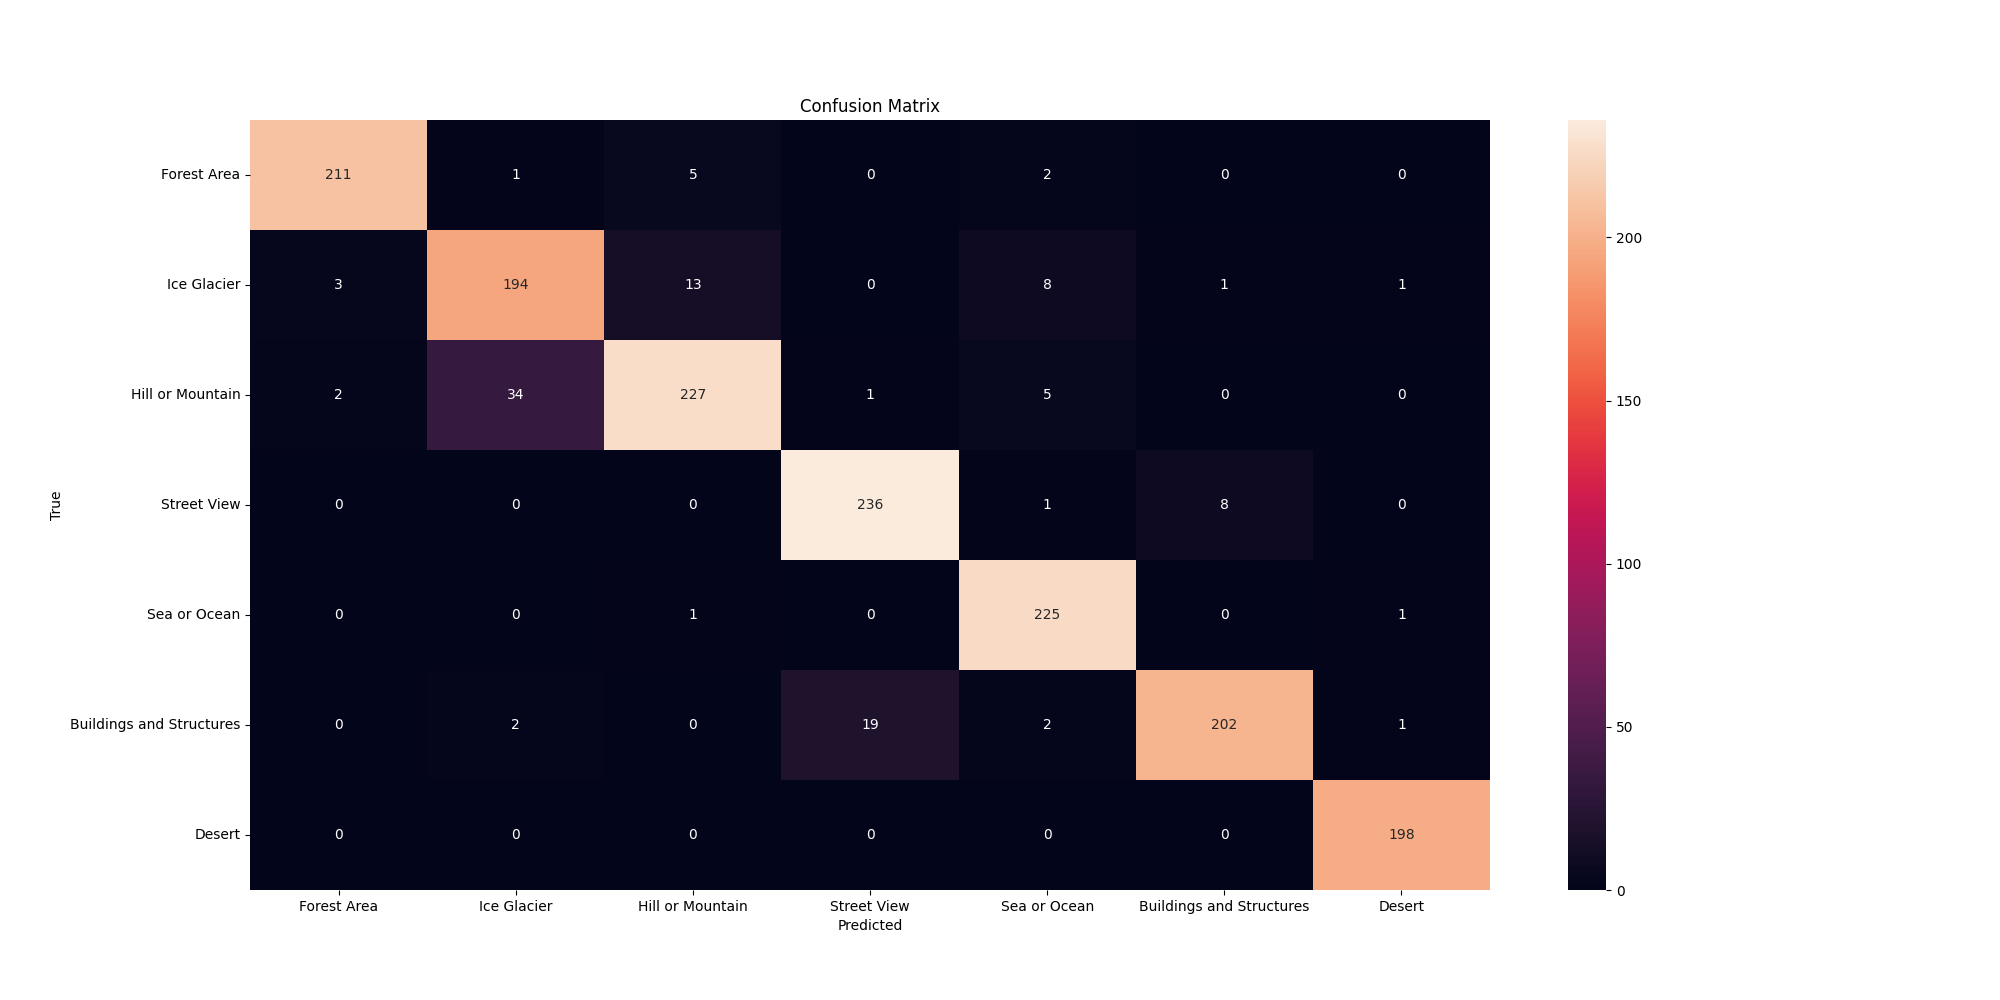 Confusion Matrix
Forest Area 211 1 5 0 2 0 0
200
Ice Glacier 3 194 13 0 8 1 1
Hill or Mountain 2 34 227 1 5 0 0
150
Street View 0 0 0 236 1 8 0
True
100
Sea or Ocean 0 0 1 0 225 0 1
Buildings and Structures 0 2 0 19 2 202 1
50
Desert 0 0 0 0 0 0 198
0
Forest Area Ice Glacier Hill or Mountain Street View Sea or Ocean Buildings and Structures Desert
Predicted